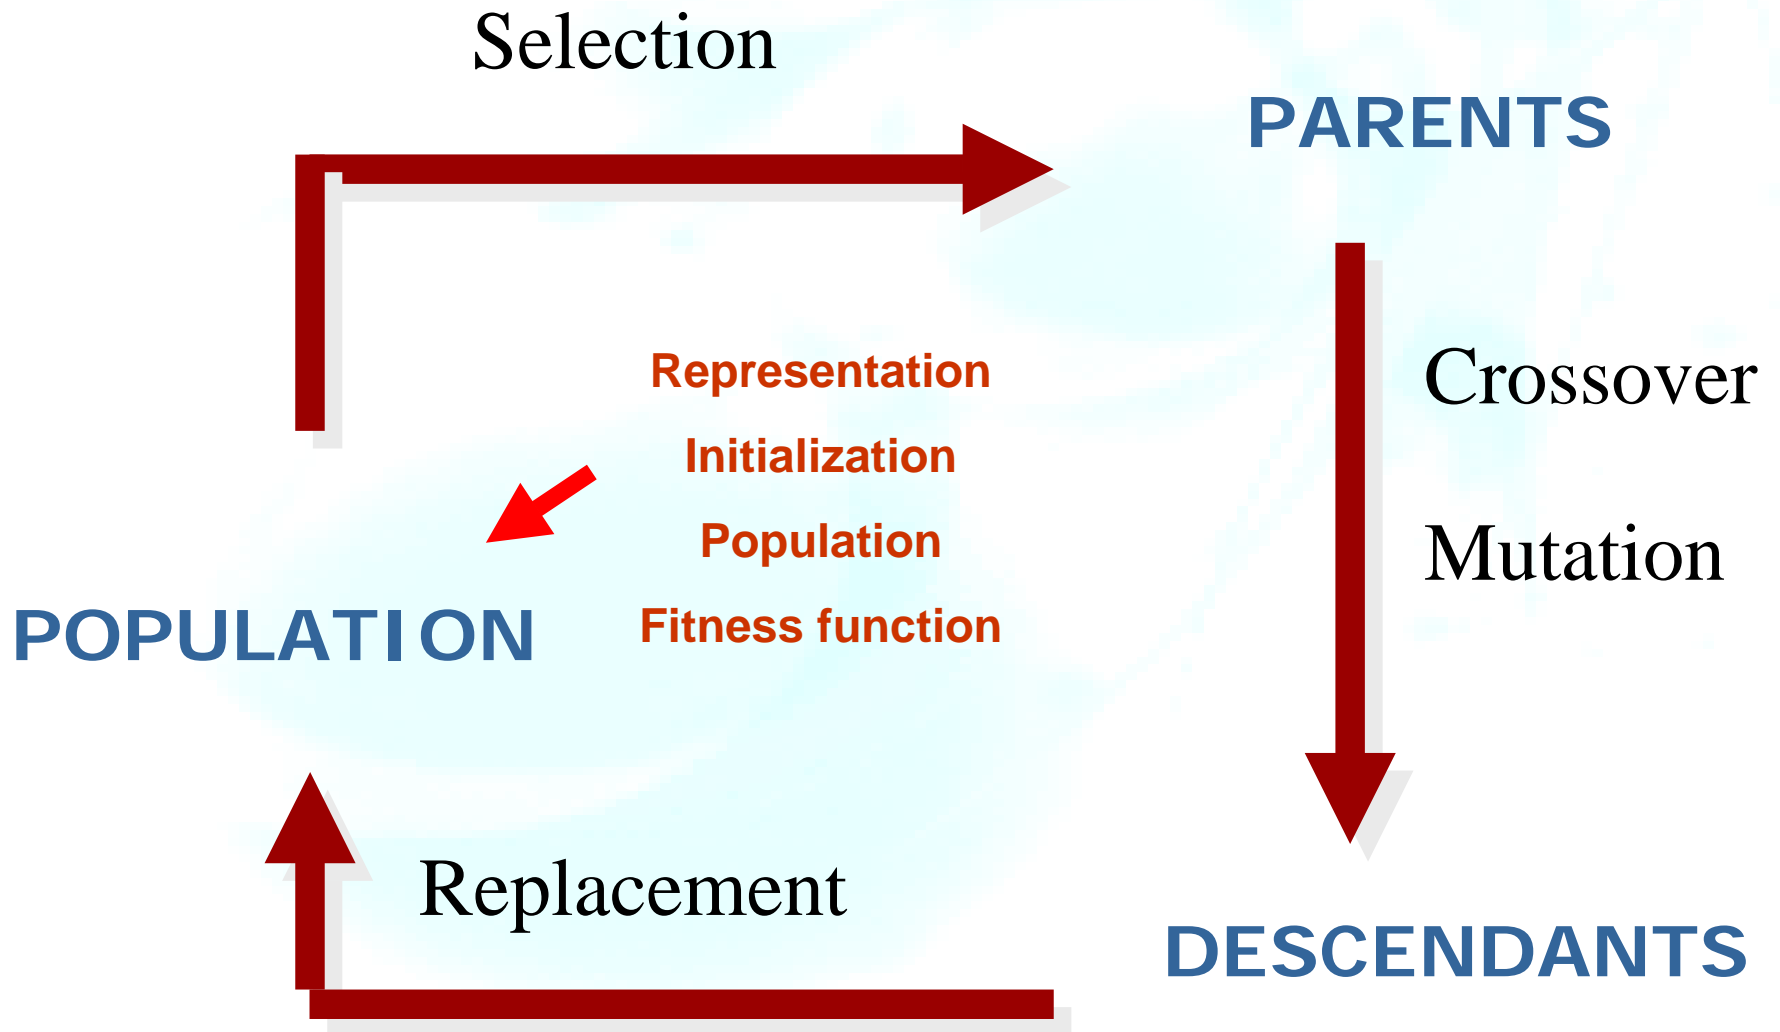 Selection
PARENTS
Representation
Crossover
Initialization
Population
Mutation
POPULATION
Fitness function
Replacement
DESCENDANTS